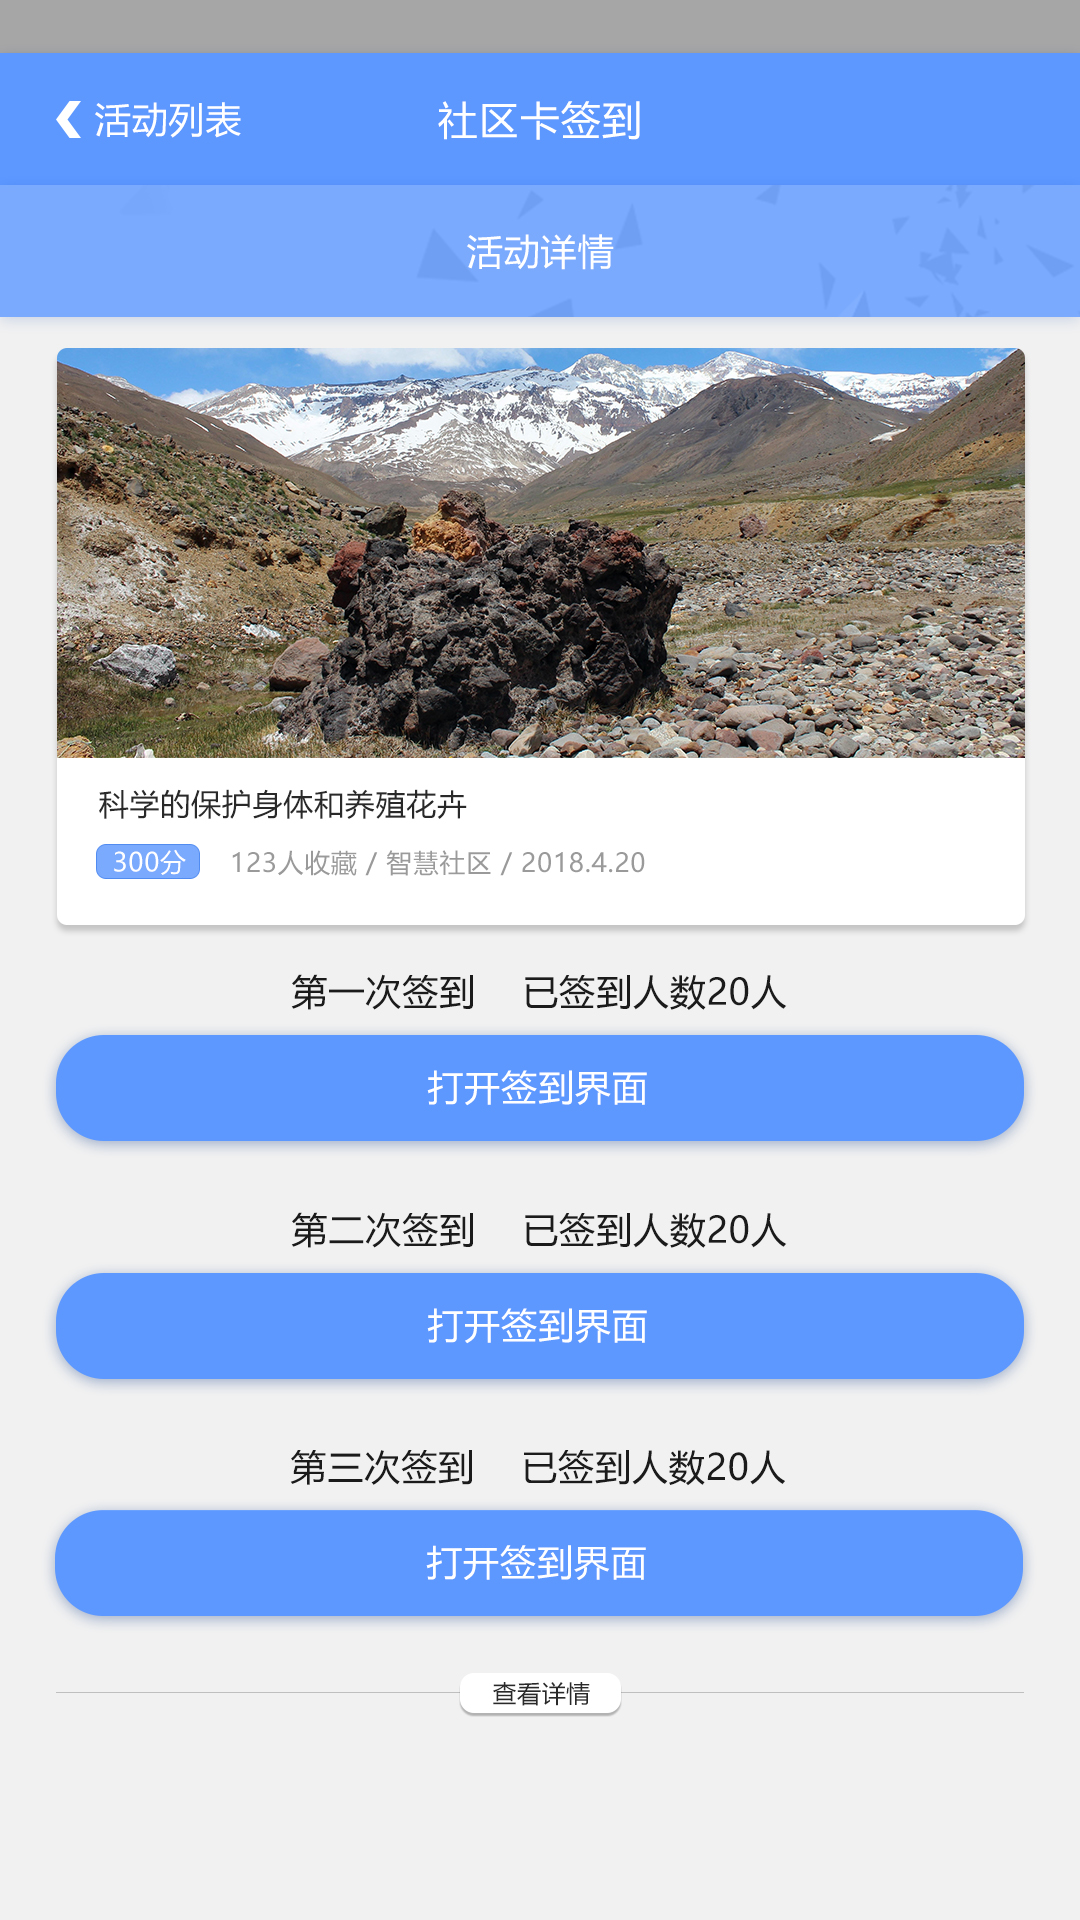 活动列表
社区卡签到
活动详情
科学的保护身体和养殖花卉
300分 123人收藏 / 智慧社区 / 2018.4.20
第一次签到 已签到人数20人
打开签到界面
第二次签到 已签到人数20人
打开签到界面
第三次签到 已签到人数20人
打开签到界面
查看详情